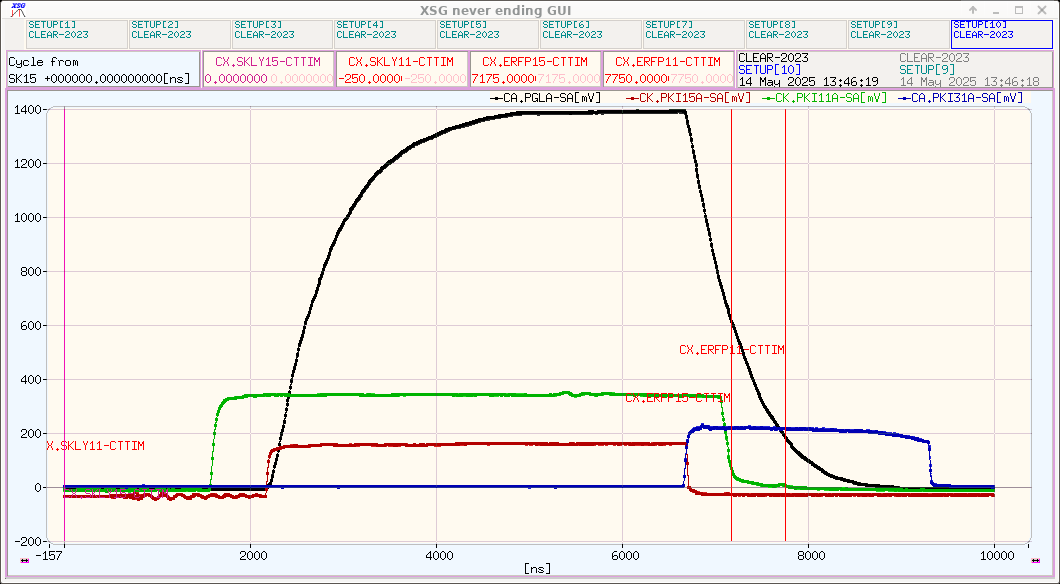 XSG
XSG never ending GUI
SETUP[1] SETUP[2] SETUP[3] SETUP[4] SETUP[5] SETUP[6] SETUP[7] SETUP[8] SETUP[9] SETUP[10]
CLEAR-2023 CLEAR-2023 CLEAR-2023 CLEAR-2023 CLEAR-2023 CLEAR-2023 CLEAR-2023 CLEAR-2023 CLEAR-2023 CLEAR-2023
Cycle from
SK15 +000000.000000000[ns]
CX.SKLY15-CTTIM
0.0000000 0.0000000
CX.SKLY11-CTTIM
-250.0000 -250.0000
CX.ERFP15-CTTIM
7175.0000 7175.0000
CX.ERFP11-CTTIM
7750.0000 7750.0000
CLEAR-2023
SETUP[10]
14 May 2025 13:46:19
CLEAR-2023
SETUP[9]
14 May 2025 13:46:18
CA.PGLA-SA[mV] CK.PKI15A-SA[mV] CK.PKI11A-SA[mV] CA.PKI31A-SA[mV]
1400
1200
1000
800
600
CX.ERFP11-CTTIM
400
CX.ERFP15-CTTIM
200
X.SKLY11-CTTIM
0
-200
-157 2000 4000 6000 8000 10000
[ns]